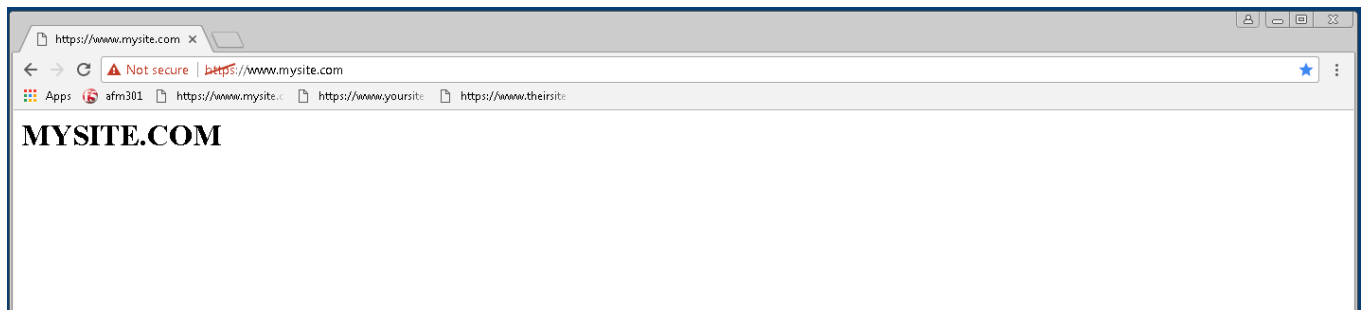 https://www.mysite.com
Not secure | https://www.mysite.com
Apps afm301 https://www.mysite.c https://www.yoursite https://www.theirsite
MYSITE.COM